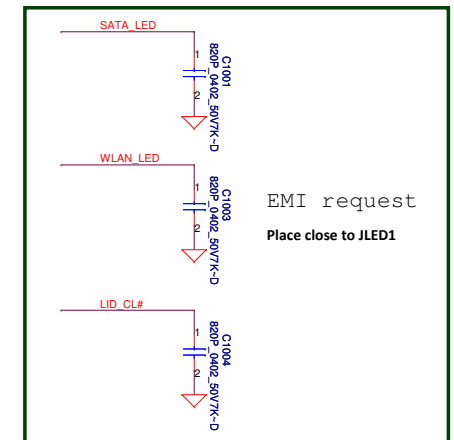 SATA_LED
1
C1001
820P_0402_50V7K~D
2
WLAN_LED
1
C1003
820P_0402_50V7K~D
2
EMI request
Place close to JLED1
LID_CL#
1
C1004
820P_0402_50V7K~D
2